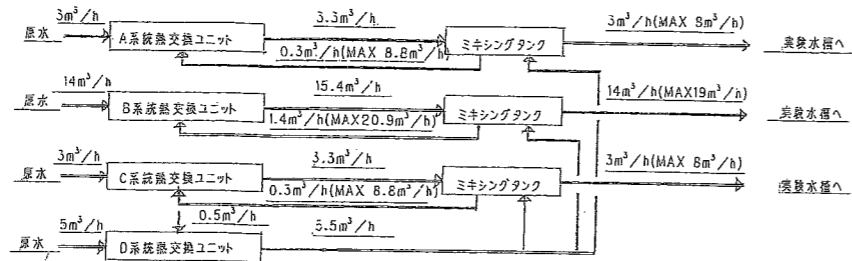 3m³/h 3.3m³/h 3m³/h(MAX 8m³/h)
原水 A系統熱交換ユニット ミキシングタンク 実験水槽へ
0.3m³/h(MAX 8.8m³/h)
14m³/h 15.4m³/h 14m³/h(MAX19m³/h)
原水 B系統熱交換ユニット ミキシングタンク 実験水槽へ
1.4m³/h(MAX20.9m³/h)
3m³/h 3.3m³/h 3m³/h(MAX 8m³/h)
原水 C系統熱交換ユニット ミキシングタンク 実験水槽へ
0.3m³/h(MAX 8.8m³/h)
5m³/h 0.5m³/h 5.5m³/h
原水 D系統熱交換ユニット